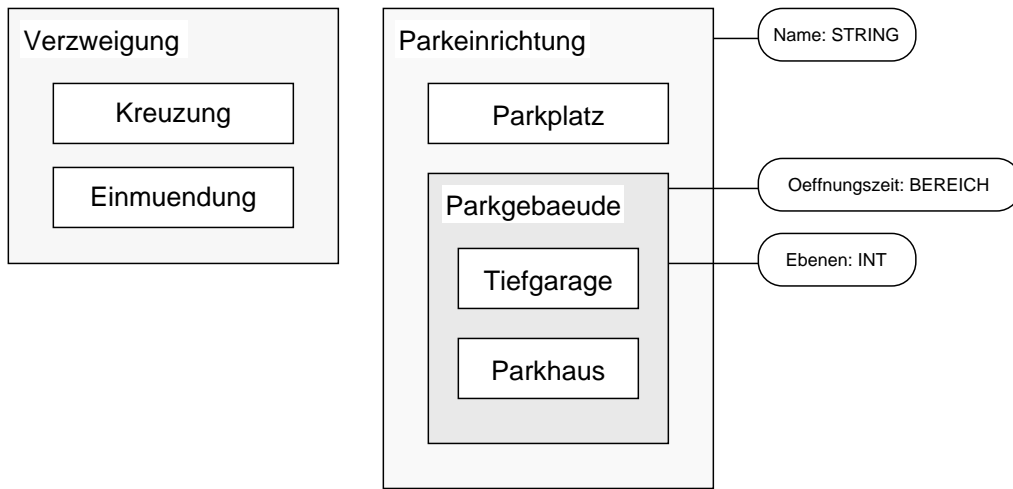 Verzweigung
Kreuzung
Einmuendung
Parkeinrichtung
Parkplatz
Parkgebaeude
Tiefgarage
Parkhaus
Name: STRING
Oeffnungszeit: BEREICH
Ebenen: INT